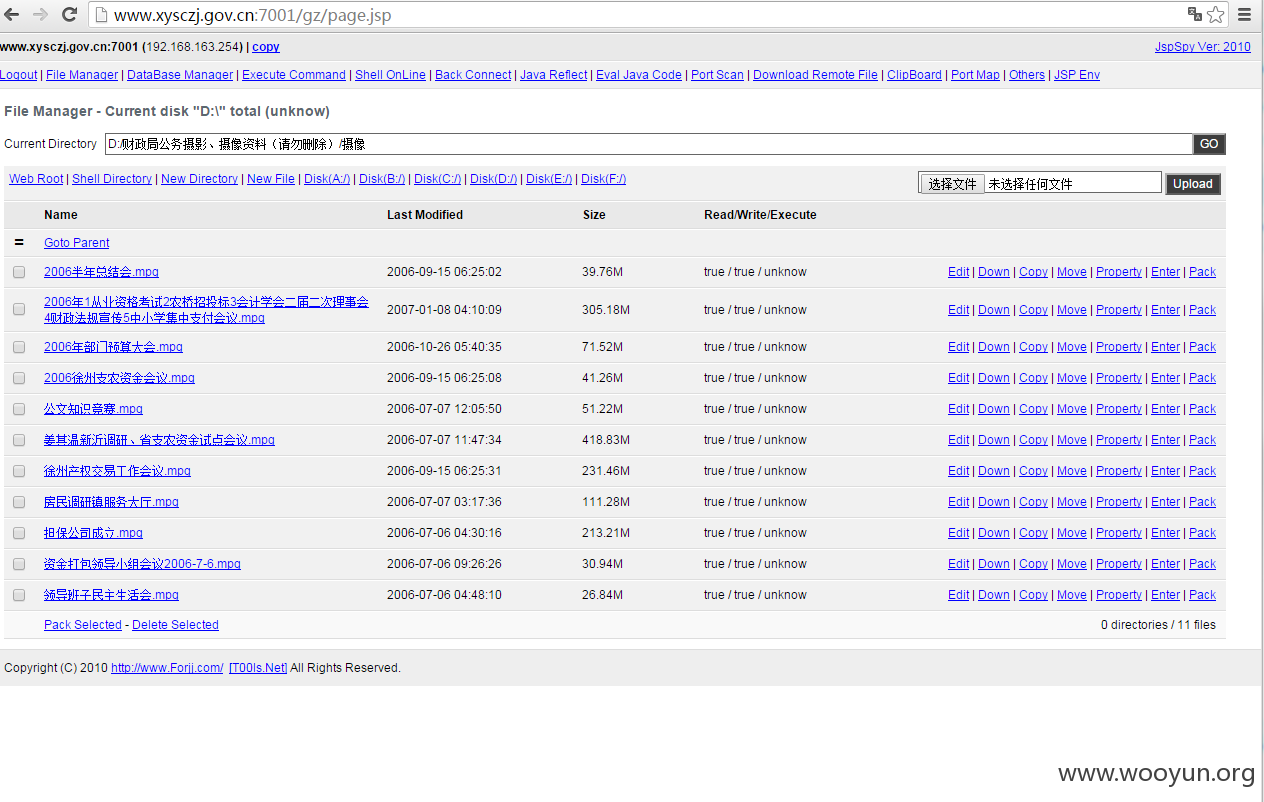 www.xysczj.gov.cn:7001/gz/page.jsp
www.xysczj.gov.cn:7001 (192.168.163.254) | copy JspSpy Ver: 2010
Logout | File Manager | DataBase Manager | Execute Command | Shell OnLine | Back Connect | Java Reflect | Eval Java Code | Port Scan | Download Remote File | ClipBoard | Port Map | Others | JSP Env
File Manager - Current disk "D:\" total (unknow)
Current Directory D:/财政局公务摄影、摄像资料（请勿删除）/摄像 GO
Web Root | Shell Directory | New Directory | New File | Disk(A:/) | Disk(B:/) | Disk(C:/) | Disk(D:/) | Disk(E:/) | Disk(F:/) 选择文件 未选择任何文件 Upload
Name Last Modified Size Read/Write/Execute
= Goto Parent
2006半年总结会.mpg 2006-09-15 06:25:02 39.76M true / true / unknow Edit | Down | Copy | Move | Property | Enter | Pack
2006年1从业资格考试2农桥招投标3会计学会二届二次理事会
4财政法规宣传5中小学集中支付会议.mpg 2007-01-08 04:10:09 305.18M true / true / unknow Edit | Down | Copy | Move | Property | Enter | Pack
2006年部门预算大会.mpg 2006-10-26 05:40:35 71.52M true / true / unknow Edit | Down | Copy | Move | Property | Enter | Pack
2006徐州支农资金会议.mpg 2006-09-15 06:25:08 41.26M true / true / unknow Edit | Down | Copy | Move | Property | Enter | Pack
公文知识竞赛.mpg 2006-07-07 12:05:50 51.22M true / true / unknow Edit | Down | Copy | Move | Property | Enter | Pack
姜其温新沂调研、省支农资金试点会议.mpg 2006-07-07 11:47:34 418.83M true / true / unknow Edit | Down | Copy | Move | Property | Enter | Pack
徐州产权交易工作会议.mpg 2006-09-15 06:25:31 231.46M true / true / unknow Edit | Down | Copy | Move | Property | Enter | Pack
房民调研镇服务大厅.mpg 2006-07-07 03:17:36 111.28M true / true / unknow Edit | Down | Copy | Move | Property | Enter | Pack
担保公司成立.mpg 2006-07-06 04:30:16 213.21M true / true / unknow Edit | Down | Copy | Move | Property | Enter | Pack
资金打包领导小组会议2006-7-6.mpg 2006-07-06 09:26:26 30.94M true / true / unknow Edit | Down | Copy | Move | Property | Enter | Pack
领导班子民主生活会.mpg 2006-07-06 04:48:10 26.84M true / true / unknow Edit | Down | Copy | Move | Property | Enter | Pack
Pack Selected - Delete Selected 0 directories / 11 files
Copyright (C) 2010 http://www.Forjj.com/ [T00ls.Net] All Rights Reserved.
www.wooyun.org